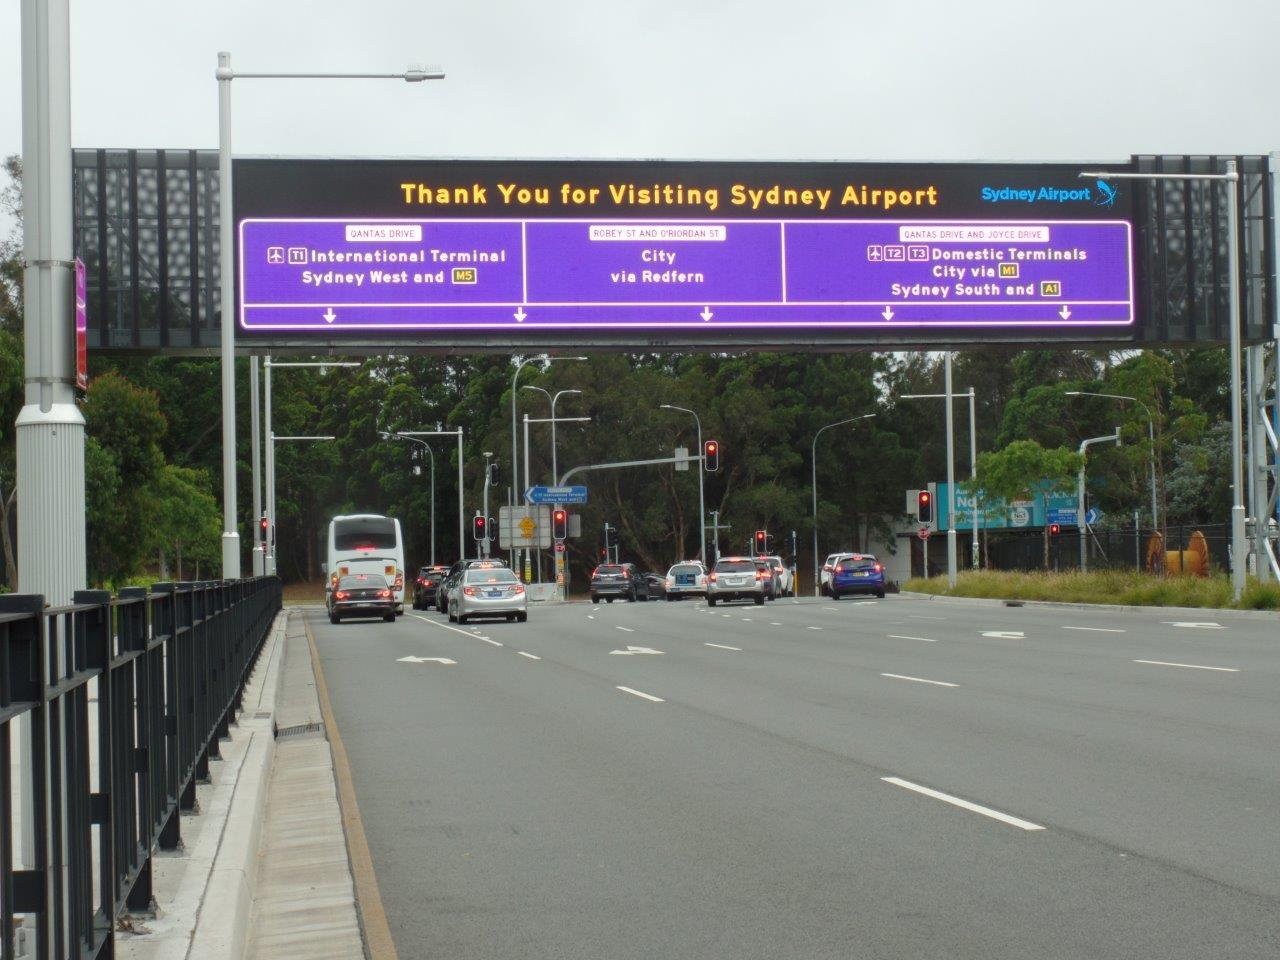 Thank You for Visiting Sydney Airport
Sydney Airport
QANTAS DRIVE
T1 International Terminal
Sydney West and M5
ROBEY ST AND O'RIORDAN ST
City
via Redfern
QANTAS DRIVE AND JOYCE DRIVE
T2 T3 Domestic Terminals
City via M1
Sydney South and A1